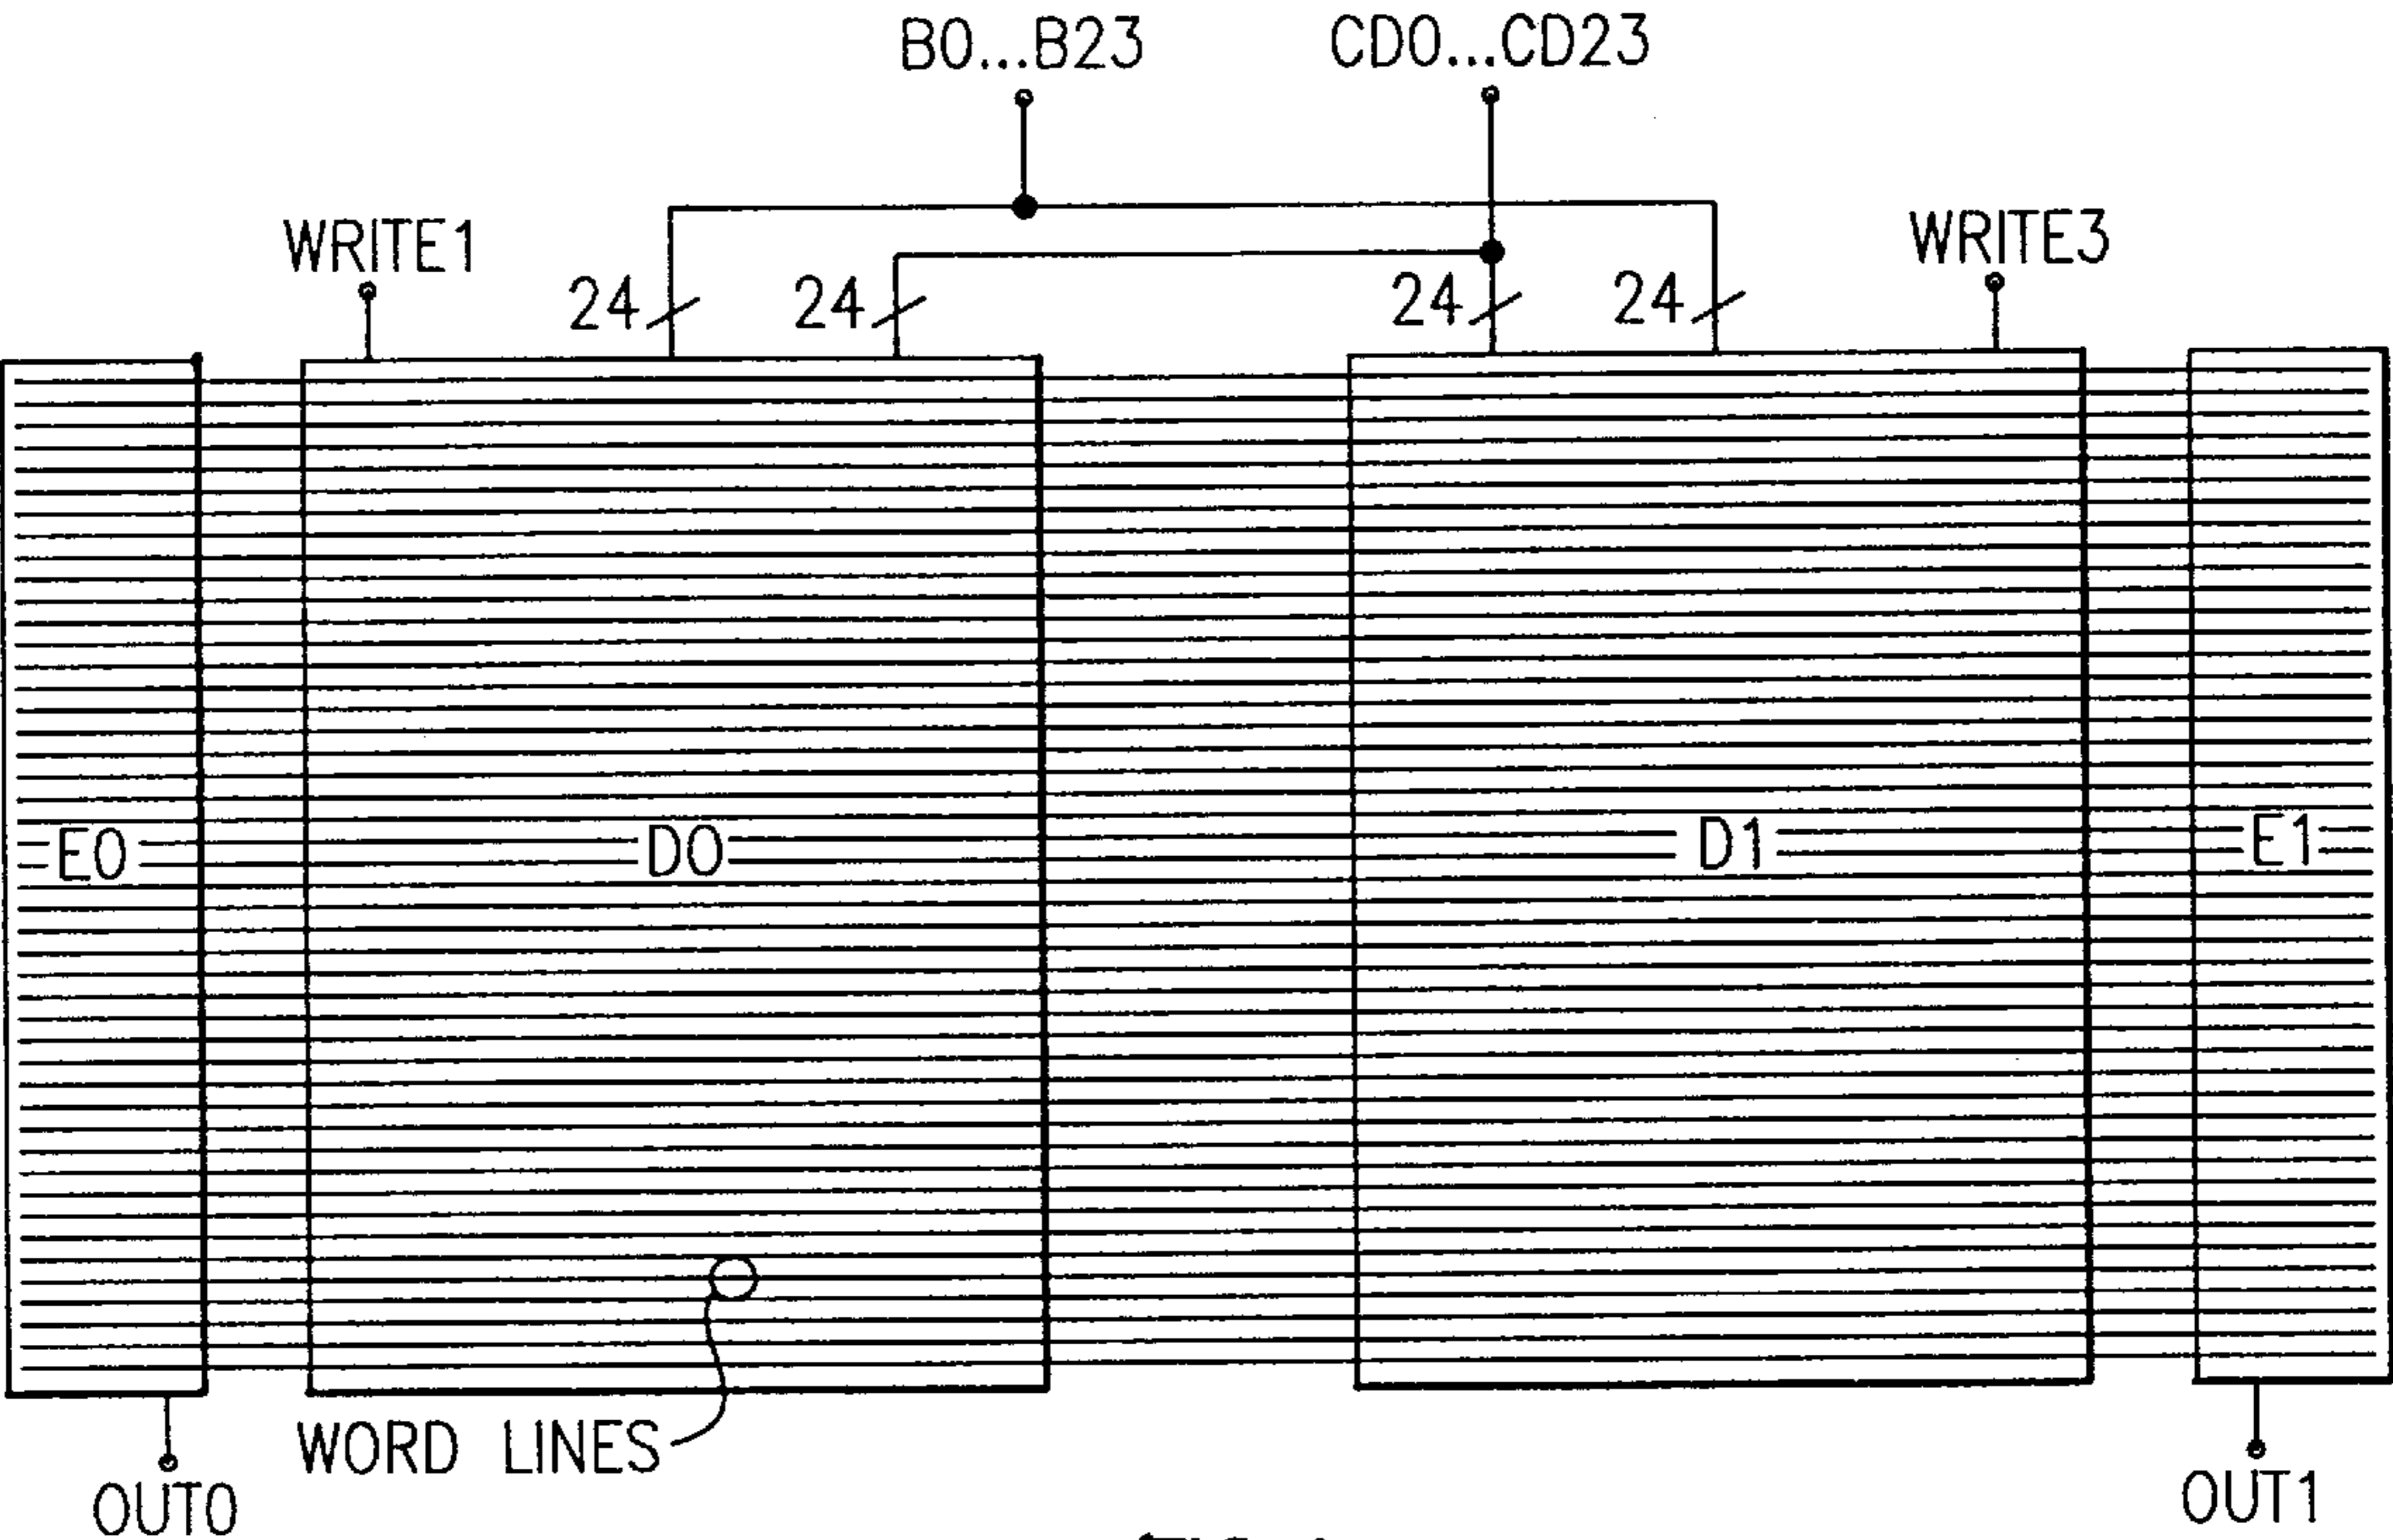 B0...B23 CD0...CD23
WRITE1 WRITE3
24 24 24 24
E0 D0 D1 E1
WORD LINES
OUT0 OUT1